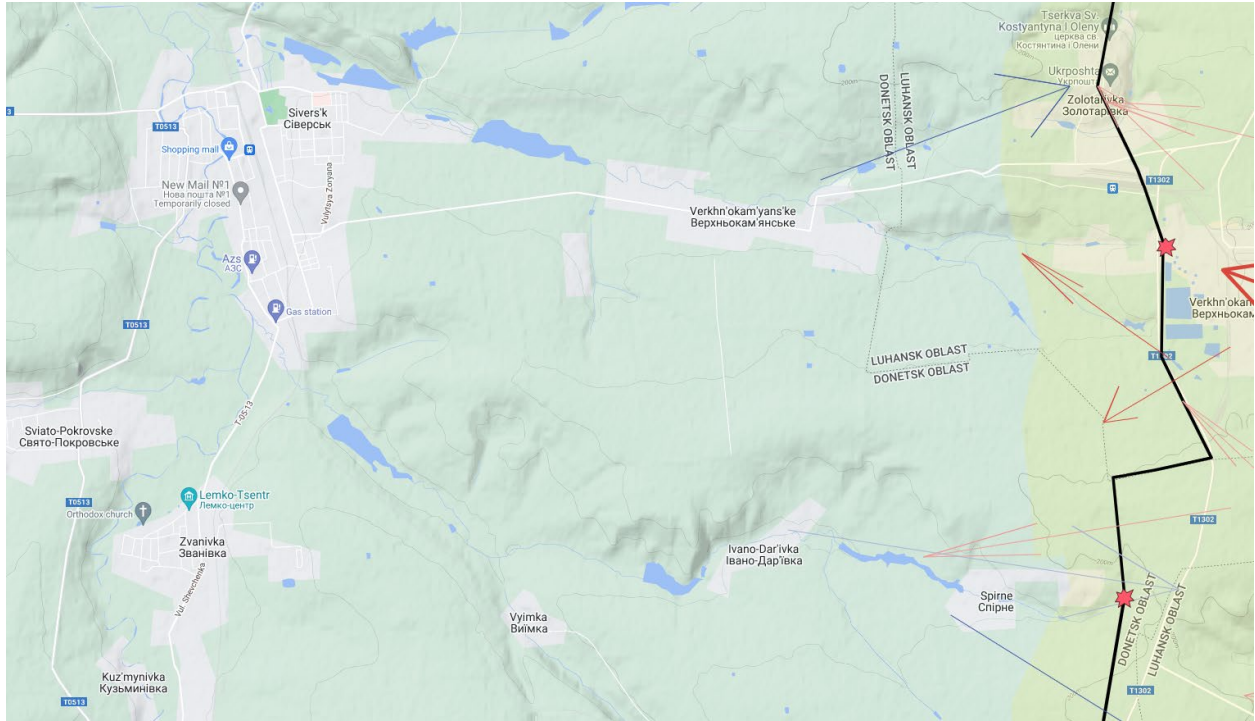 Tserkva Sv
Kostyantyna I Oleny
церква св.
Костянтина і Олени
Ukrposhta
Укрпошта
Zolotarivka
Золотарівка
DONETSK OBLAST
LUHANSK OBLAST
Sivers'k
Сіверськ
T0513
Shopping mall
New Mail №1
Нова пошта №1
Temporarily closed
Vulytsya Zoryana
T1302
Verkhn'okam'yans'ke
Верхньокам'янське
Azs
АЗС
Gas station
Verkhn'okam
Верхньокам
T0513
LUHANSK OBLAST
DONETSK OBLAST
T-05-13
Sviato-Pokrovske
Свято-Покровське
Lemko-Tsentr
Лемко-центр
T0513
Orthodox church
T1302
Zvanivka
Званівка
Ivano-Dar'ivka
Івано-Дар'ївка
Vul. Shevchenka
Spirne
Спірне
DONETSK OBLAST
LUHANSK OBLAST
Vyimka
Виїмка
Kuz'mynivka
Кузьминівка
T0513
T1302